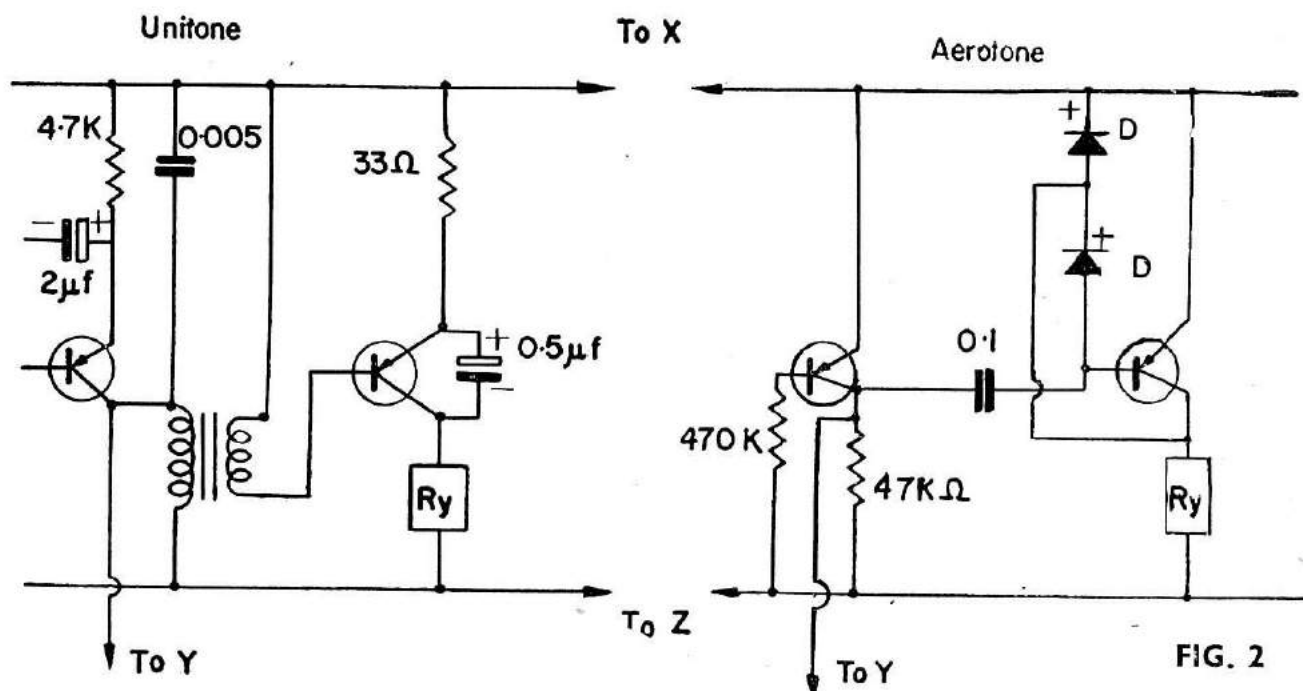 Unitone
To X
Aerotone
4.7K
0.005
33Ω
+ D
- +
2µf
+ D
+ 0.5µf
-
0.1
470K
47KΩ
Ry
Ry
To Z
To Y
To Y
FIG. 2